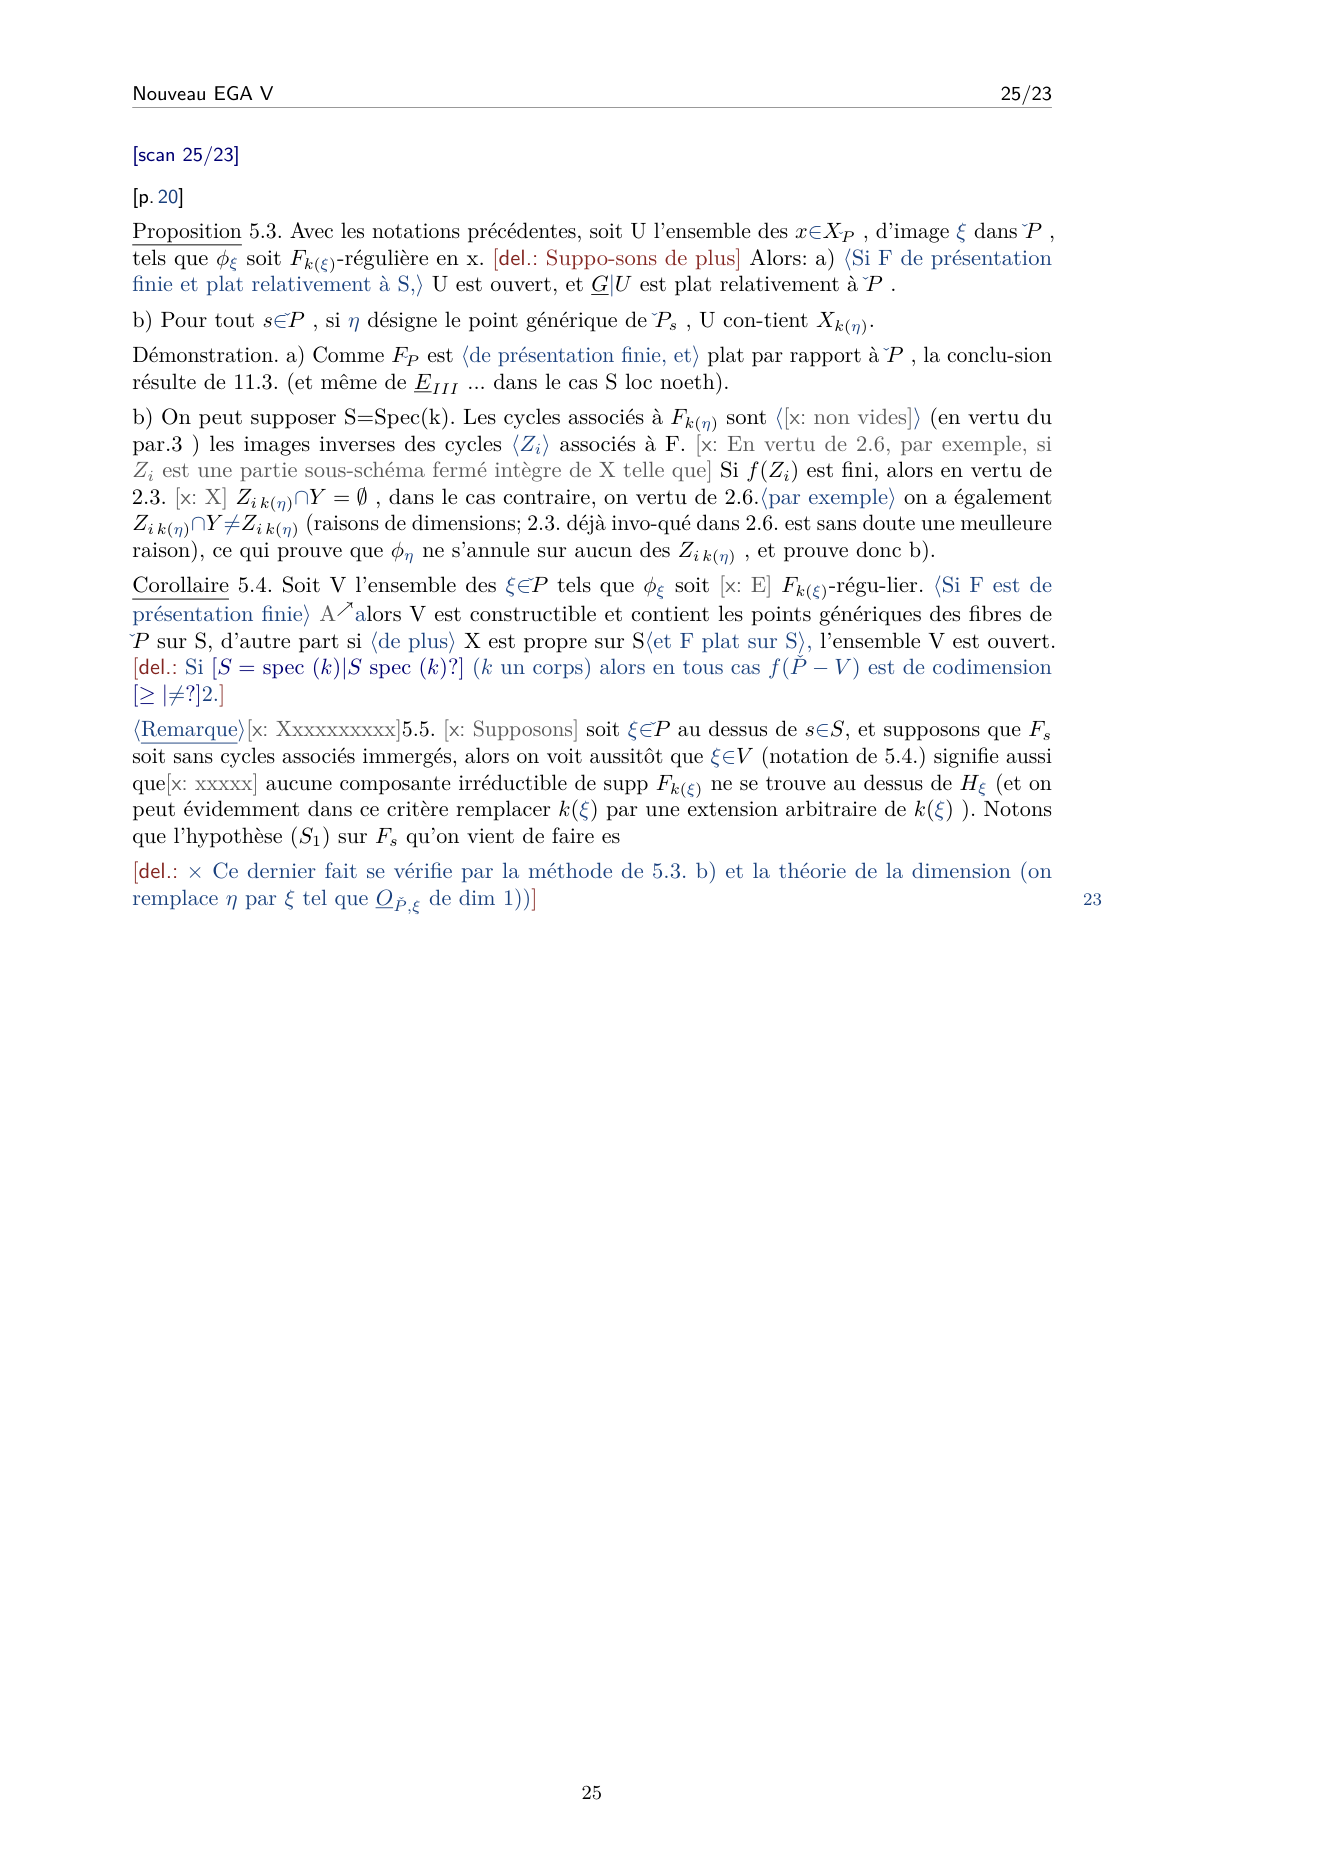 Nouveau EGA V 25/23
[scan 25/23]
[p. 20]
Proposition 5.3. Avec les notations précédentes, soit U l'ensemble des x∈X_P̌ , d'image ξ dans ˇP ,
tels que ϕ_ξ soit F_{k(ξ)}-régulière en x. [del.: Suppo-sons de plus] Alors: a) ⟨Si F de présentation
finie et plat relativement à S,⟩ U est ouvert, et G|U est plat relativement à ˇP .
b) Pour tout s∈ˇP , si η désigne le point générique de ˇP_s , U con-tient X_{k(η)}.
Démonstration. a) Comme F_P est ⟨de présentation finie, et⟩ plat par rapport à ˇP , la conclu-sion
résulte de 11.3. (et même de E_{III} ... dans le cas S loc noeth).
b) On peut supposer S=Spec(k). Les cycles associés à F_{k(η)} sont ⟨[x: non vides]⟩ (en vertu du
par.3 ) les images inverses des cycles ⟨Z_i⟩ associés à F. [x: En vertu de 2.6, par exemple, si
Z_i est une partie sous-schéma fermé intègre de X telle que] Si f(Z_i) est fini, alors en vertu de
2.3. [x: X] Z_{i k(η)}∩Y = ∅ , dans le cas contraire, on vertu de 2.6.⟨par exemple⟩ on a également
Z_{i k(η)}∩Y≠Z_{i k(η)} (raisons de dimensions; 2.3. déjà invo-qué dans 2.6. est sans doute une meulleure
raison), ce qui prouve que ϕ_η ne s'annule sur aucun des Z_{i k(η)} , et prouve donc b).
Corollaire 5.4. Soit V l'ensemble des ξ∈ˇP tels que ϕ_ξ soit [x: E] F_{k(ξ)}-régu-lier. ⟨Si F est de
présentation finie⟩ A↗alors V est constructible et contient les points génériques des fibres de
ˇP sur S, d'autre part si ⟨de plus⟩ X est propre sur S⟨et F plat sur S⟩, l'ensemble V est ouvert.
[del.: Si [S = spec (k)|S spec (k)?] (k un corps) alors en tous cas f(P̌ − V) est de codimension
[≥ |≠?]2.]
⟨Remarque⟩[x: Xxxxxxxxxx]5.5. [x: Supposons] soit ξ∈ˇP au dessus de s∈S, et supposons que F_s
soit sans cycles associés immergés, alors on voit aussitôt que ξ∈V (notation de 5.4.) signifie aussi
que[x: xxxxx] aucune composante irréductible de supp F_{k(ξ)} ne se trouve au dessus de H_ξ (et on
peut évidemment dans ce critère remplacer k(ξ) par une extension arbitraire de k(ξ) ). Notons
que l'hypothèse (S_1) sur F_s qu'on vient de faire es
[del.: × Ce dernier fait se vérifie par la méthode de 5.3. b) et la théorie de la dimension (on
remplace η par ξ tel que O_{P̌,ξ} de dim 1))] 23
25